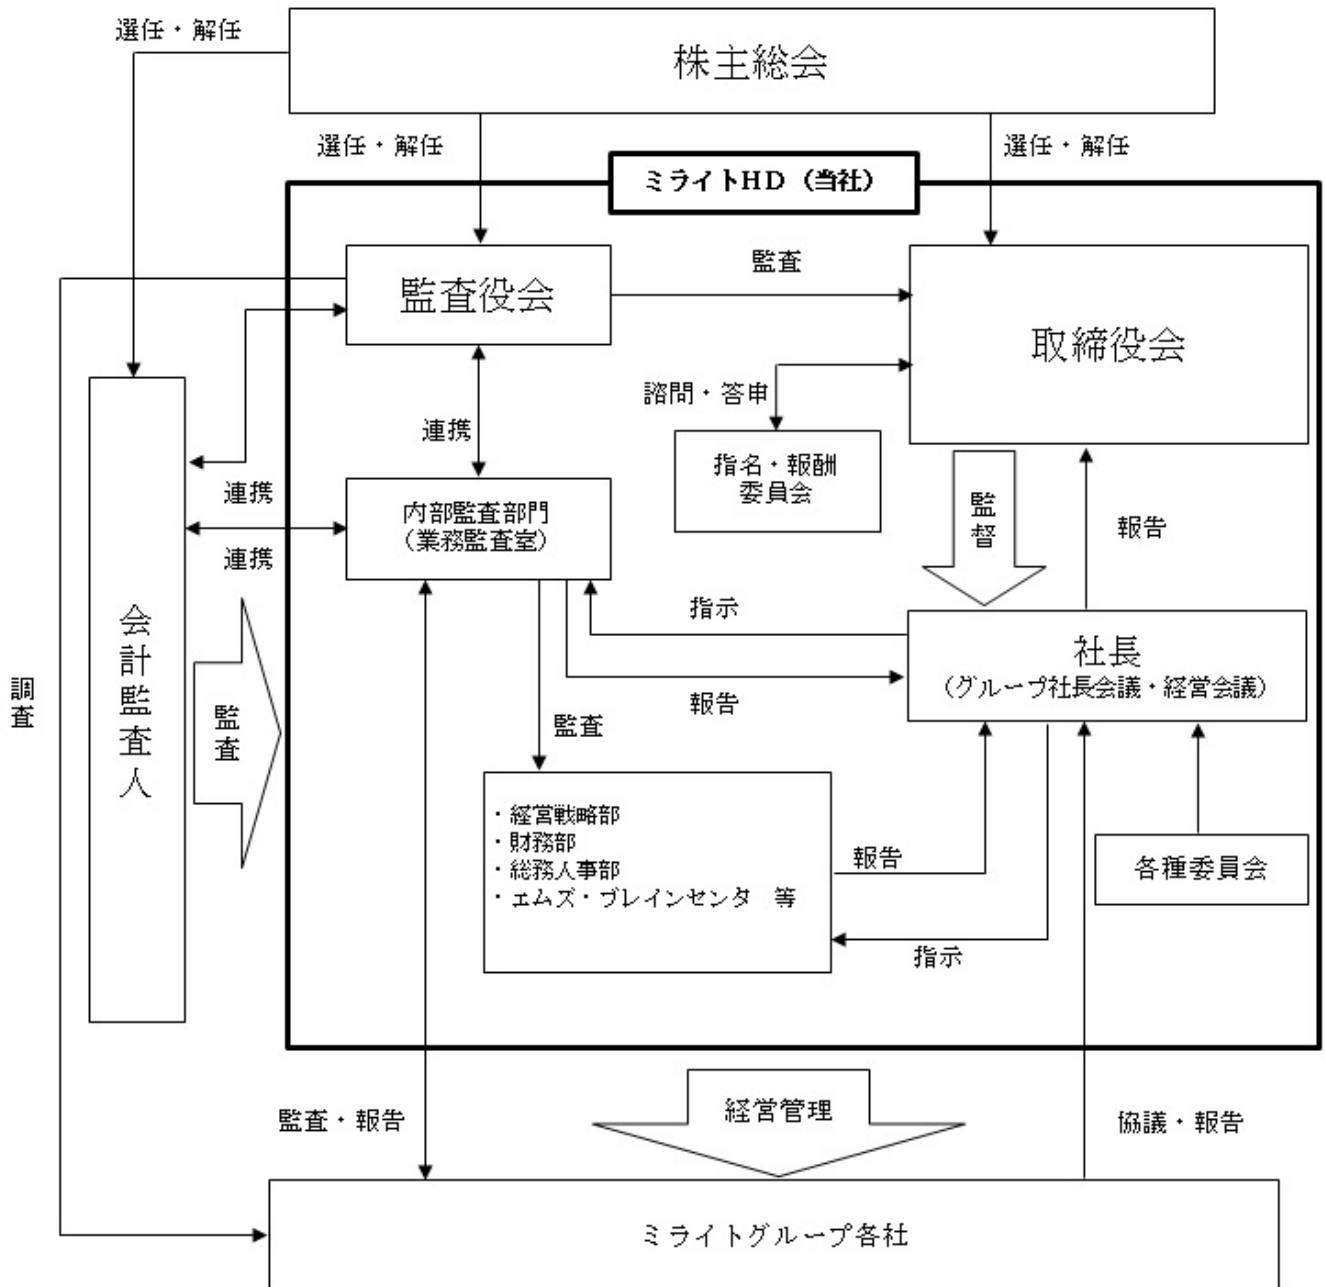 選任・解任
株主総会
選任・解任
選任・解任
ミライトHD（当社）
監査役会
監査
取締役会
諮問・答申
連携
指名・報酬
委員会
監督
報告
連携
内部監査部門
（業務監査室）
連携
指示
社長
（グループ社長会議・経営会議）
報告
会計監査人
監査
調査
監査
・経営戦略部
・財務部
・総務人事部
・エムズ・ブレインセンタ　等
報告
各種委員会
指示
監査・報告
経営管理
協議・報告
ミライトグループ各社